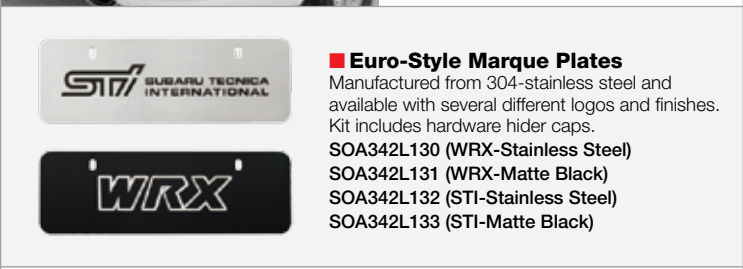 STI SUBARU TECNICA
INTERNATIONAL
WRX
Euro-Style Marque Plates
Manufactured from 304-stainless steel and
available with several different logos and finishes.
Kit includes hardware hider caps.
SOA342L130 (WRX-Stainless Steel)
SOA342L131 (WRX-Matte Black)
SOA342L132 (STI-Stainless Steel)
SOA342L133 (STI-Matte Black)